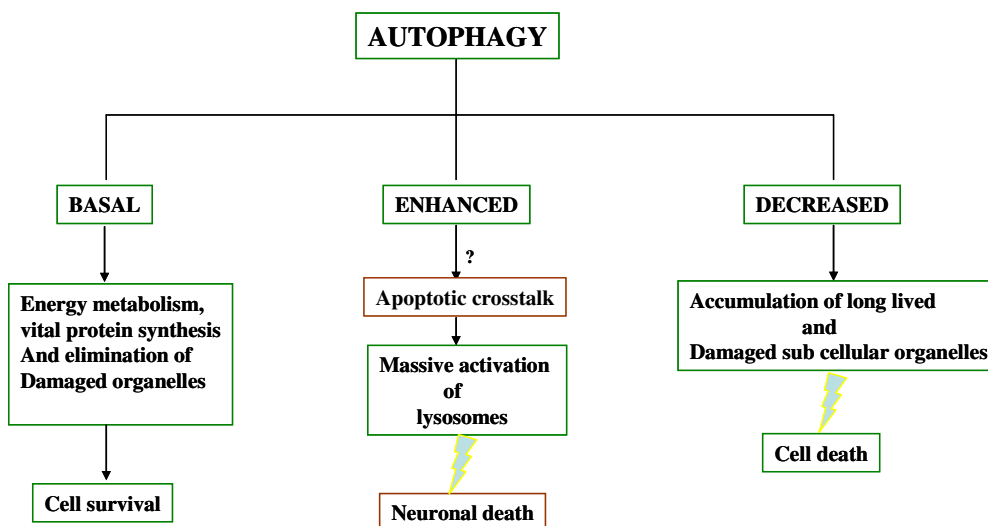 AUTOPHAGY
BASAL
ENHANCED
DECREASED
?
Energy metabolism,
vital protein synthesis
And elimination of
Damaged organelles
Apoptotic crosstalk
Accumulation of long lived
and
Damaged sub cellular organelles
Massive activation
of
lysosomes
Cell death
Cell survival
Neuronal death